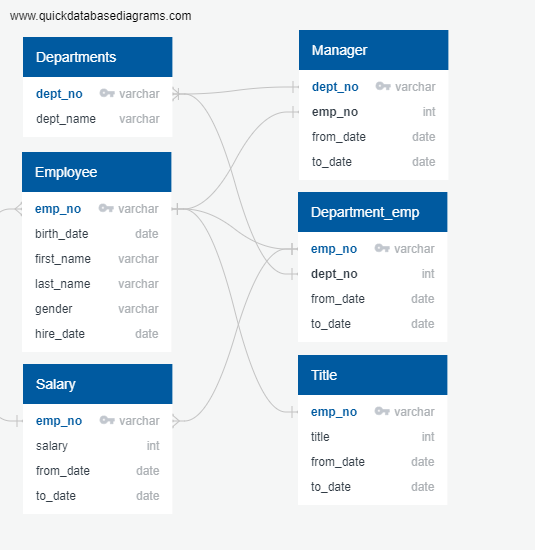 www.quickdatabasediagrams.com
Departments
dept_no varchar
dept_name varchar
Employee
emp_no varchar
birth_date date
first_name varchar
last_name varchar
gender varchar
hire_date date
Salary
emp_no varchar
salary int
from_date date
to_date date
Manager
dept_no varchar
emp_no int
from_date date
to_date date
Department_emp
emp_no varchar
dept_no int
from_date date
to_date date
Title
emp_no varchar
title int
from_date date
to_date date